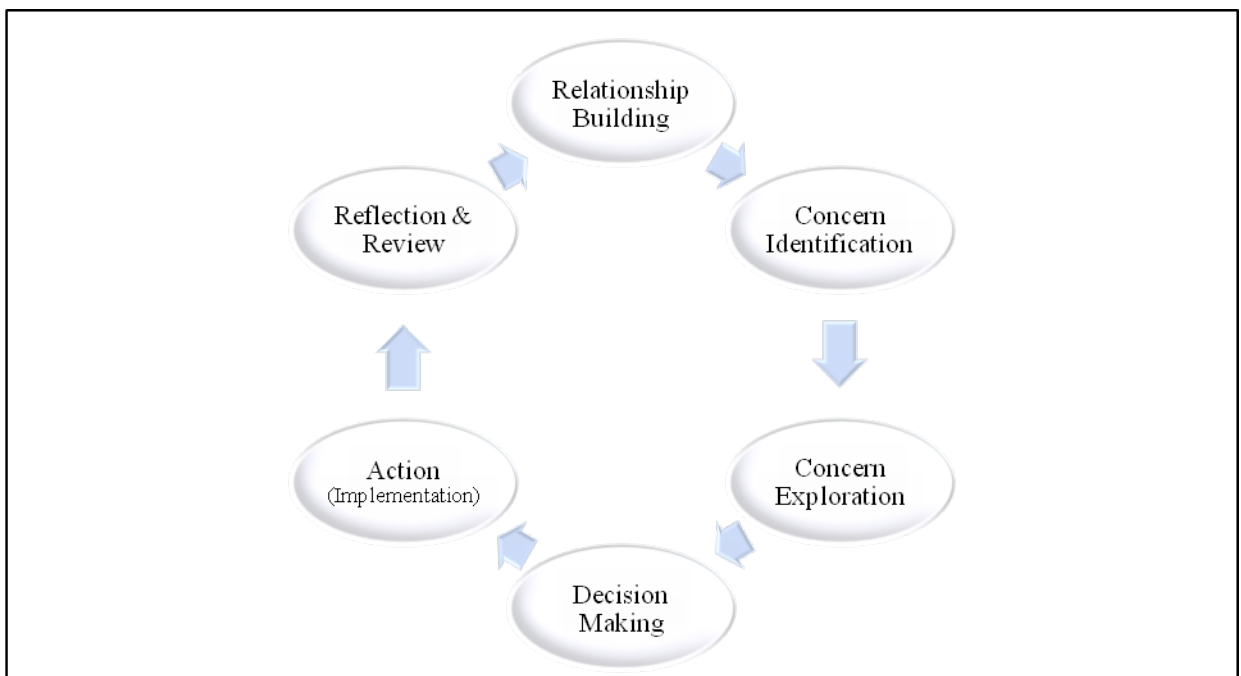 Relationship
Building
Concern
Identification
Concern
Exploration
Decision
Making
Action
(Implementation)
Reflection &
Review